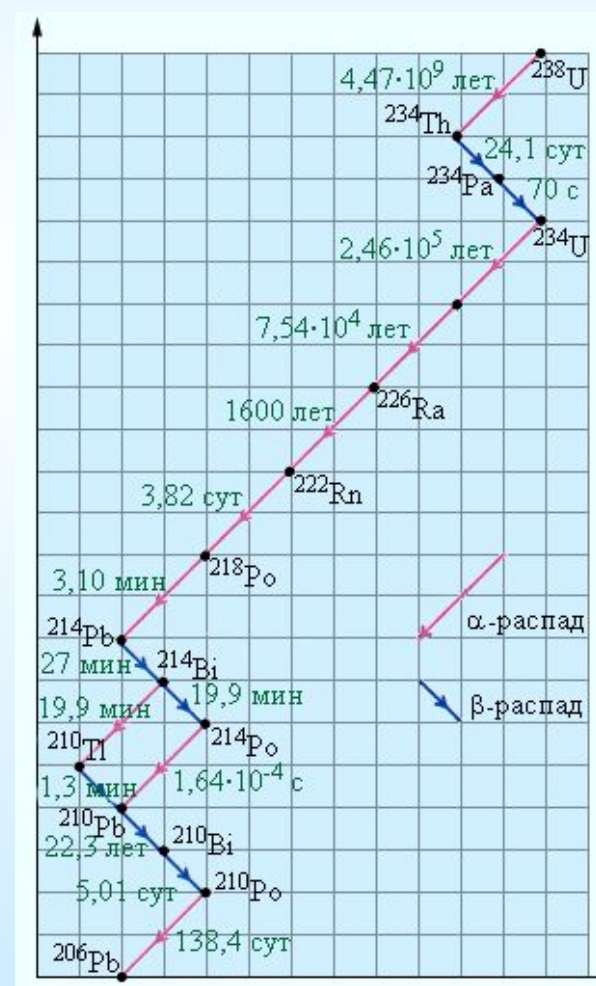 ²³⁸U
4,47·10⁹ лет
²³⁴Th
24,1 сут
²³⁴Pa
70 с
²³⁴U
2,46·10⁵ лет
7,54·10⁴ лет
²²⁶Ra
1600 лет
²²²Rn
3,82 сут
²¹⁸Po
3,10 мин
α-распад
²¹⁴Pb
27 мин
²¹⁴Bi
19,9 мин
19,9 мин
β-распад
²¹⁴Po
²¹⁰Tl
1,3 мин
1,64·10⁻⁴ с
²¹⁰Pb
22,3 лет
²¹⁰Bi
5,01 сут
²¹⁰Po
138,4 сут
²⁰⁶Pb